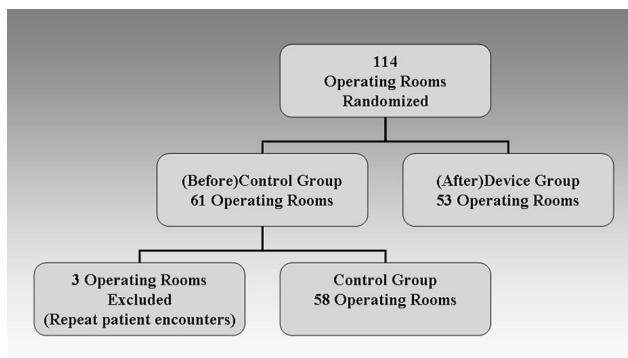 114
Operating Rooms
Randomized
(Before)Control Group
61 Operating Rooms
(After)Device Group
53 Operating Rooms
3 Operating Rooms
Excluded
(Repeat patient encounters)
Control Group
58 Operating Rooms